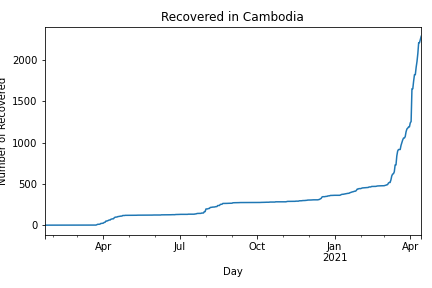 Recovered in Cambodia
Number of Recovered
2000
1500
1000
500
0
Apr
Jul
Oct
Jan
2021
Apr
Day